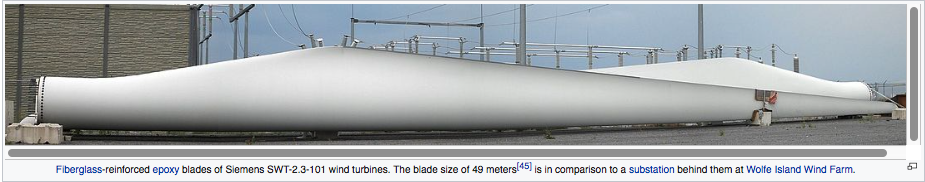 Fiberglass-reinforced epoxy blades of Siemens SWT-2.3-101 wind turbines. The blade size of 49 meters[45] is in comparison to a substation behind them at Wolfe Island Wind Farm.